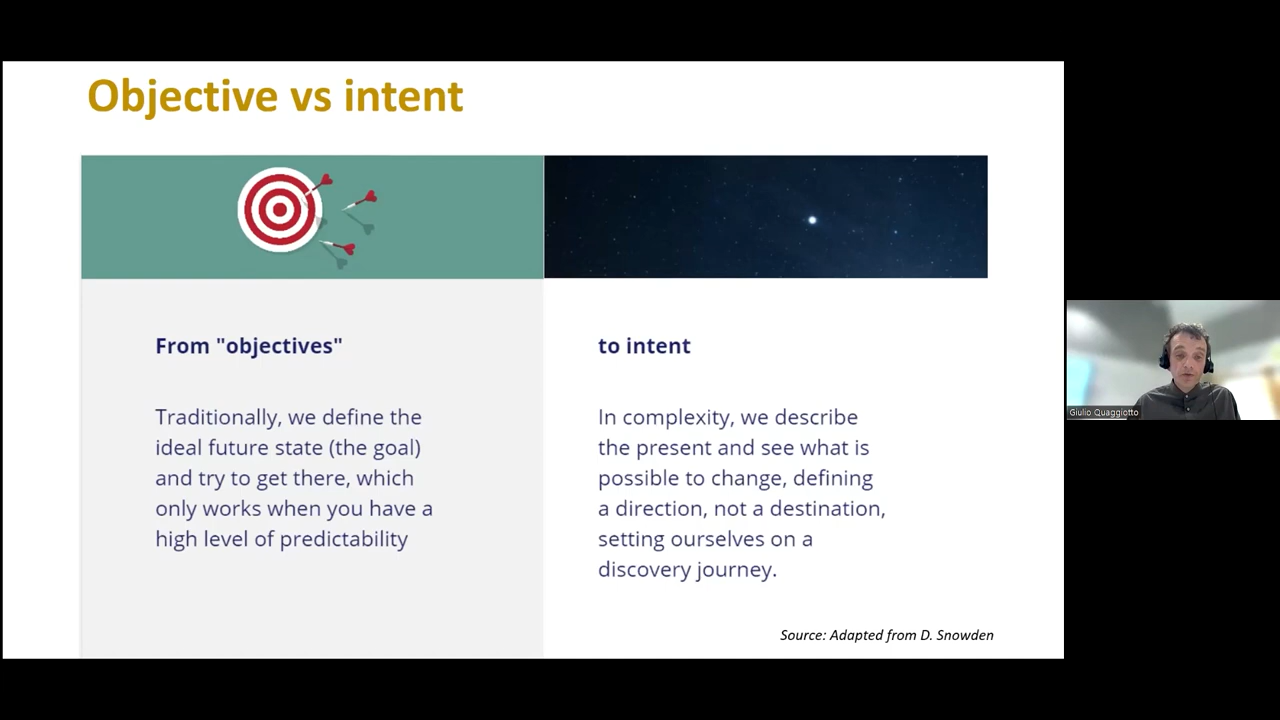 Objective vs intent
From "objectives"
Traditionally, we define the
ideal future state (the goal)
and try to get there, which
only works when you have a
high level of predictability
to intent
In complexity, we describe
the present and see what is
possible to change, defining
a direction, not a destination,
setting ourselves on a
discovery journey.
Source: Adapted from D. Snowden
Giulio Quaggiotto